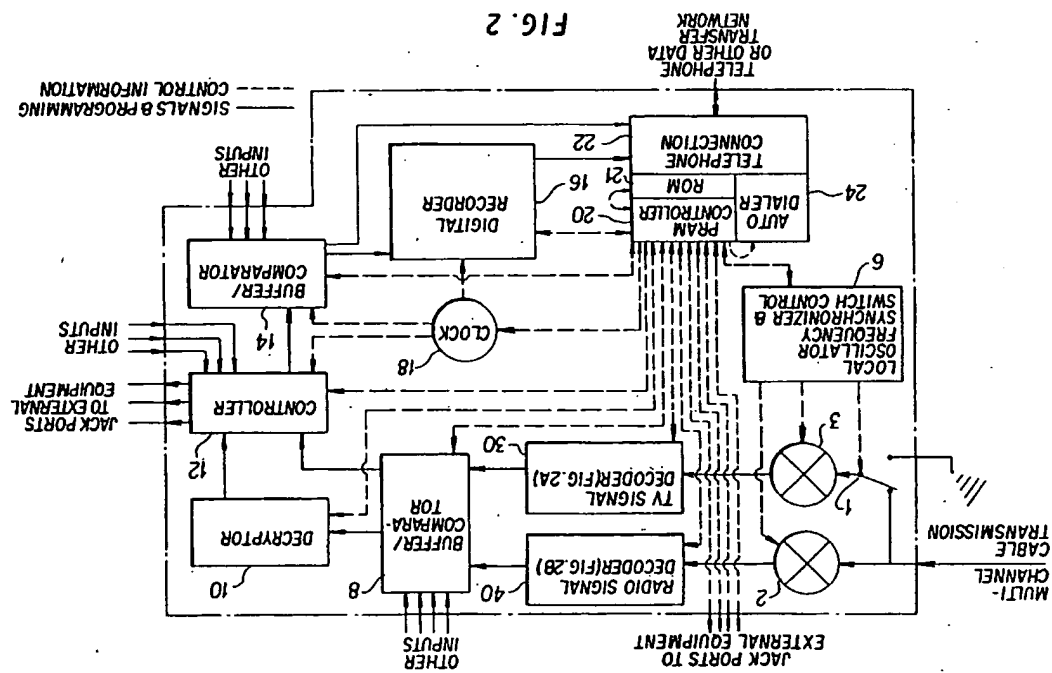 JACK PORTS TO
EXTERNAL EQUIPMENT
OTHER
INPUTS
MULTI-
CHANNEL
CABLE
TRANSMISSION
2
RADIO SIGNAL
DECODER(FIG.2B)
40
8
BUFFER/
COMPARA-
TOR
10
DECRYPTOR
1
3
TV SIGNAL
DECODER(FIG.2A)
30
12
CONTROLLER
JACK PORTS
TO EXTERNAL
EQUIPMENT
OTHER
INPUTS
6
LOCAL
OSCILLATOR
FREQUENCY
SYNCHRONIZER &
SWITCH CONTROL
18
CLOCK
14
BUFFER/
COMPARATOR
OTHER
INPUTS
24
AUTO
DIALER
PRAM
CONTROLLER
20
ROM
21
TELEPHONE
CONNECTION
22
16
DIGITAL
RECORDER
TELEPHONE
OR OTHER DATA
TRANSFER
NETWORK
SIGNALS & PROGRAMMING
CONTROL INFORMATION
FIG. 2